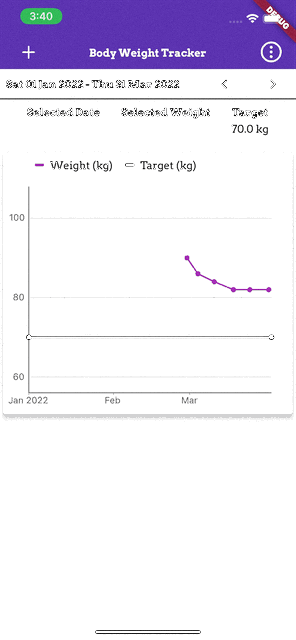 3:40
DEBUG
Body Weight Tracker
Sat 01 Jan 2022 - Thu 31 Mar 2022
Selected Date Selected Weight Target
70.0 kg
Weight (kg) Target (kg)
100
80
60
Jan 2022 Feb Mar